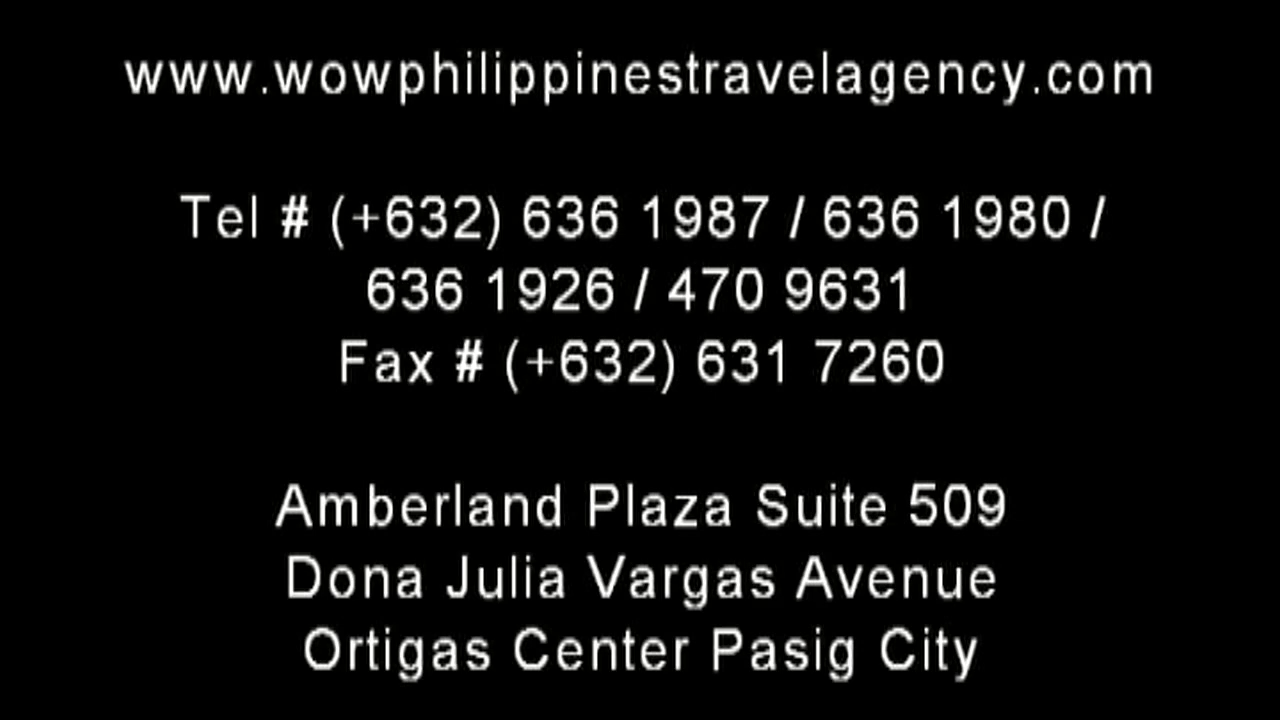 www.wowphilippinestravelagency.com
Tel # (+632) 636 1987 / 636 1980 /
636 1926 / 470 9631
Fax # (+632) 631 7260
Amberland Plaza Suite 509
Dona Julia Vargas Avenue
Ortigas Center Pasig City